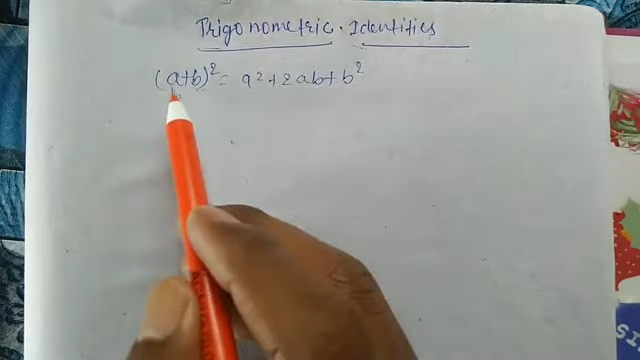 Trigonometric. Identities
(a+b)² = a²+2ab+b²